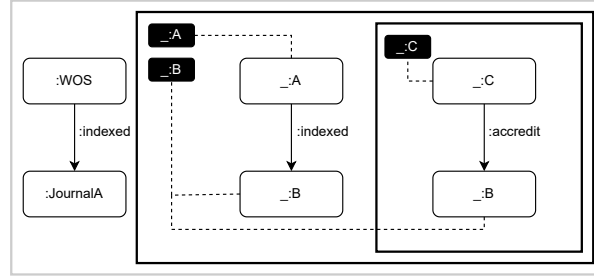 _:A
_:C
_:B
:WOS
_:A
_:C
:indexed
:indexed
:accredit
:JournalA
_:B
_:B